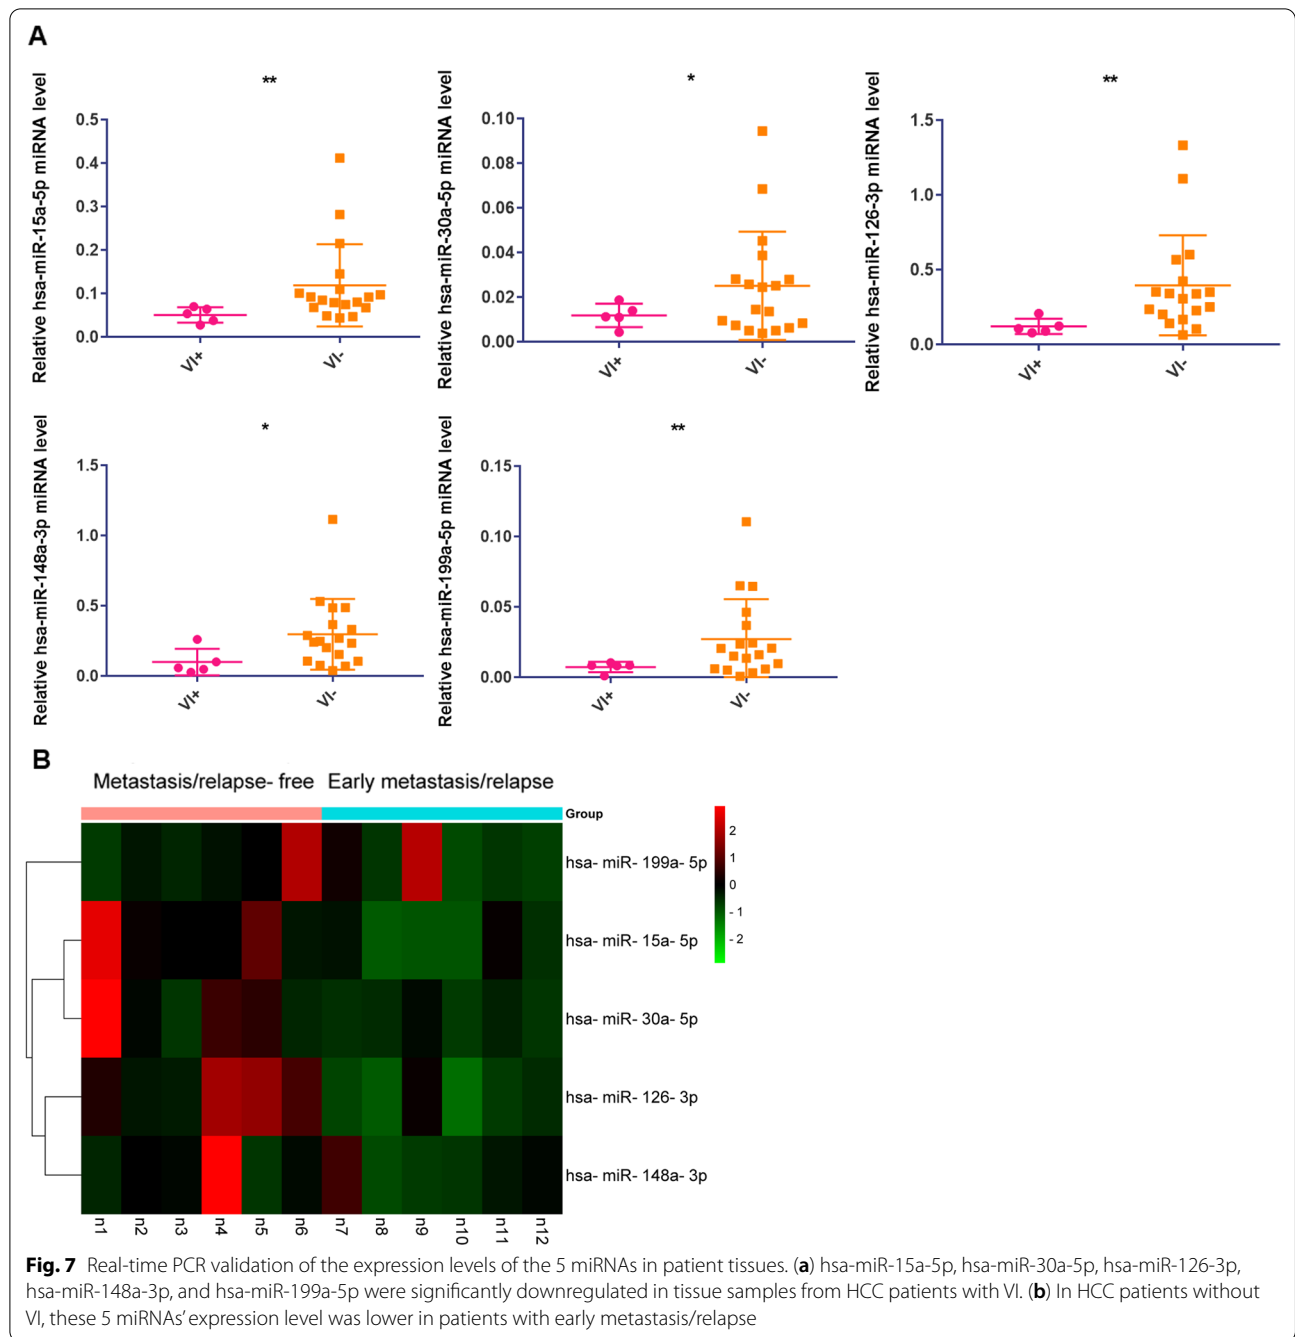 A
Relative hsa-miR-15a-5p miRNA level
**
0.5
0.4
0.3
0.2
0.1
0.0
VI+
VI-
Relative hsa-miR-30a-5p miRNA level
*
0.10
0.08
0.06
0.04
0.02
0.00
VI+
VI-
Relative hsa-miR-126-3p miRNA level
**
1.5
1.0
0.5
0.0
VI+
VI-
Relative hsa-miR-148a-3p miRNA level
*
1.5
1.0
0.5
0.0
VI+
VI-
Relative hsa-miR-199a-5p miRNA level
**
0.15
0.10
0.05
0.00
VI+
VI-
B
Metastasis/relapse- free Early metastasis/relapse
Group
hsa- miR- 199a- 5p
hsa- miR- 15a- 5p
hsa- miR- 30a- 5p
hsa- miR- 126- 3p
hsa- miR- 148a- 3p
2
1
0
- 1
- 2
n1 n2 n3 n4 n5 n6 n7 n8 n9 n10 n11 n12
Fig. 7 Real-time PCR validation of the expression levels of the 5 miRNAs in patient tissues. (a) hsa-miR-15a-5p, hsa-miR-30a-5p, hsa-miR-126-3p,
hsa-miR-148a-3p, and hsa-miR-199a-5p were significantly downregulated in tissue samples from HCC patients with VI. (b) In HCC patients without
VI, these 5 miRNAs’ expression level was lower in patients with early metastasis/relapse